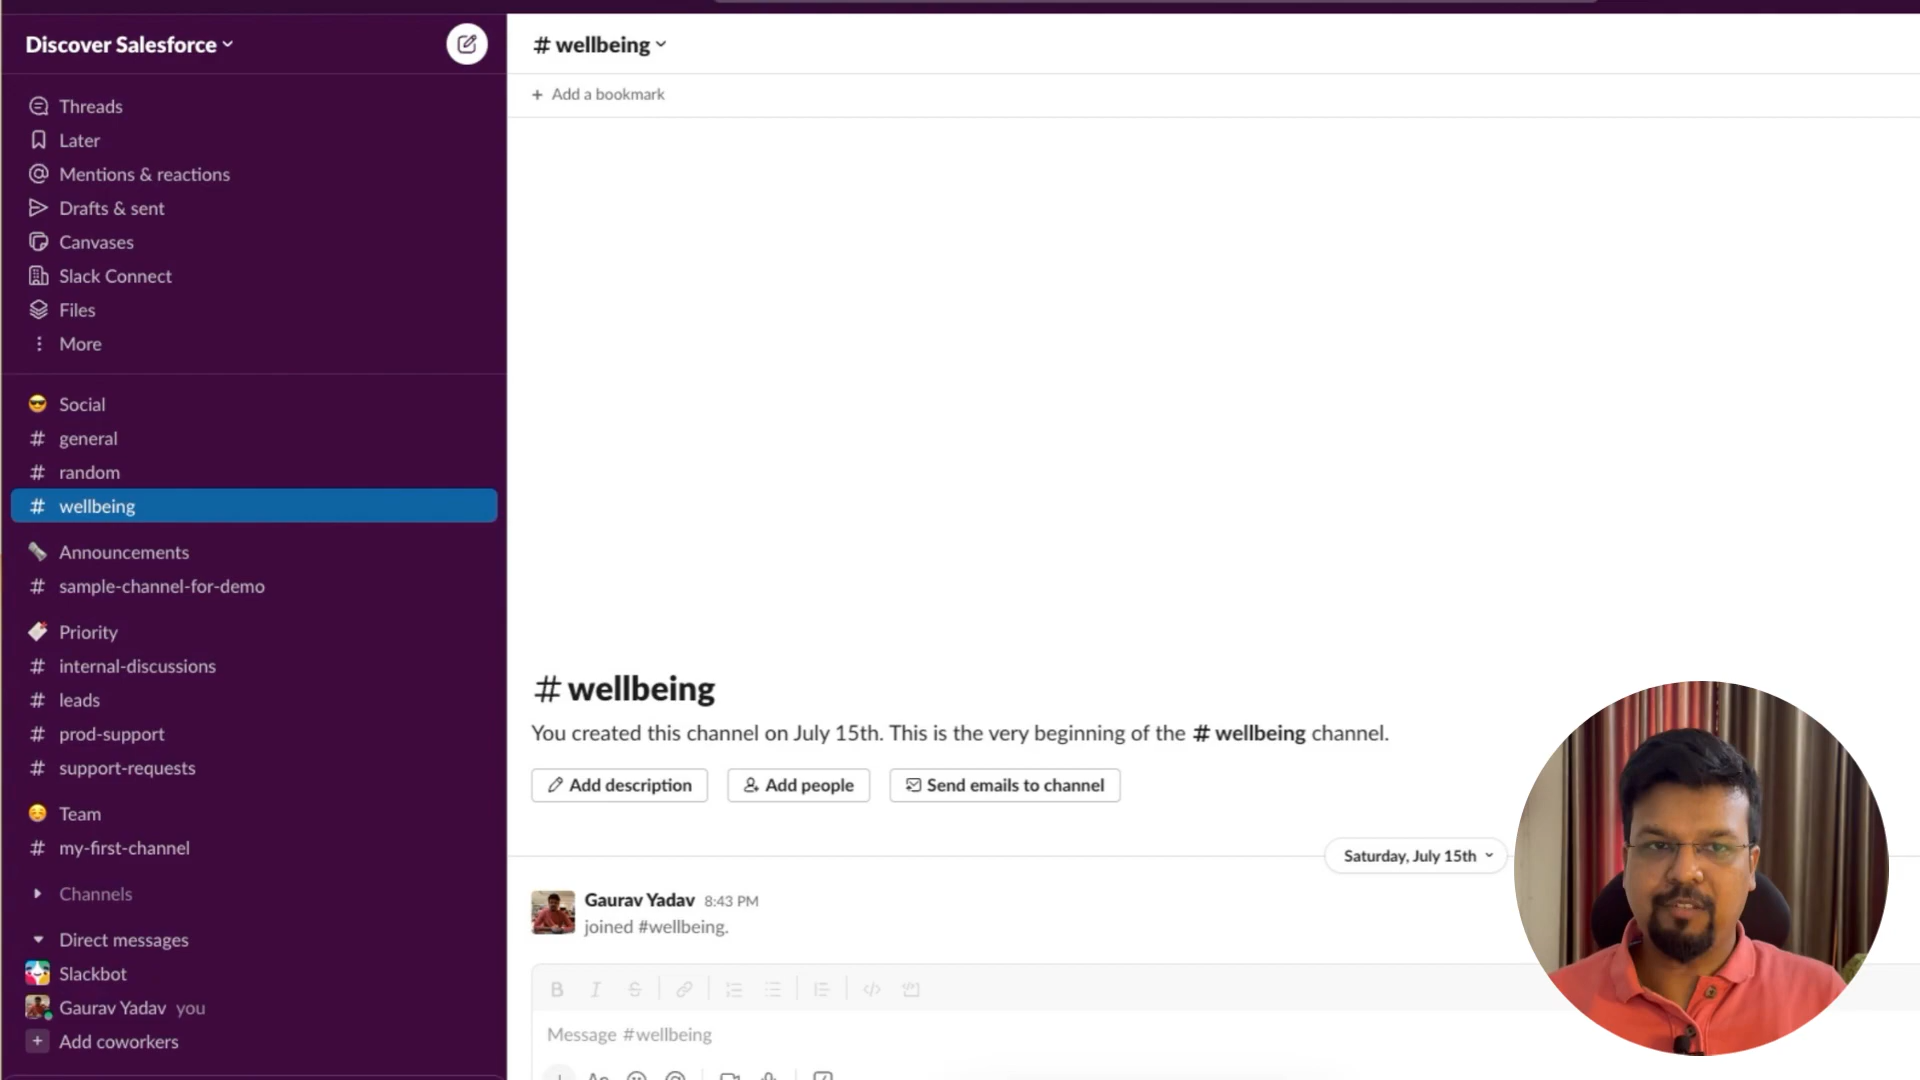 Discover Salesforce
Threads
Later
Mentions & reactions
Drafts & sent
Canvases
Slack Connect
Files
More
Social
# general
# random
# wellbeing
Announcements
# sample-channel-for-demo
Priority
# internal-discussions
# leads
# prod-support
# support-requests
Team
# my-first-channel
Channels
Direct messages
Slackbot
Gaurav Yadav you
+ Add coworkers
# wellbeing
+ Add a bookmark
# wellbeing
You created this channel on July 15th. This is the very beginning of the # wellbeing channel.
Add description
Add people
Send emails to channel
Saturday, July 15th
Gaurav Yadav 8:43 PM
joined #wellbeing.
B I S
Message #wellbeing
Aa